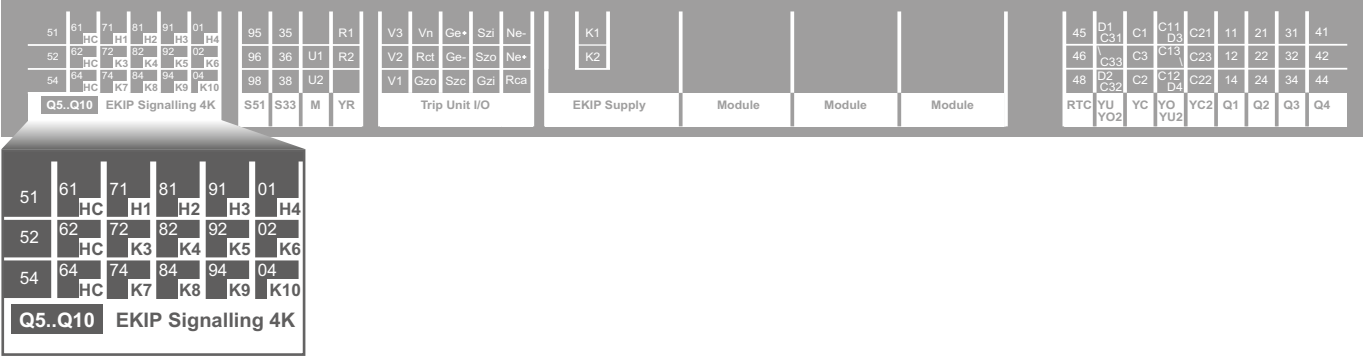 61 71 81 91 01 95 35 R1 V3 Vn Ge• Szi Ne- K1 D1 C11
51 HC H1 H2 H3 H4 45 C31 C1 D3 C21 11 21 31 41
62 72 82 92 02 96 36 U1 R2 V2 Rct Ge- Szo Ne• K2 \ C13
52 HC K3 K4 K5 K6 46 C33 C3 \ C23 12 22 32 42
64 74 84 94 04 98 38 U2 V1 Gzo Szc Gzi Rca D2 C12
54 HC K7 K8 K9 K10 48 C32 C2 D4 C22 14 24 34 44
Q5..Q10 EKIP Signalling 4K S51 S33 M YR Trip Unit I/O EKIP Supply Module Module Module RTC YU YC YO YC2 Q1 Q2 Q3 Q4
YO2 YU2
61 71 81 91 01
51 HC H1 H2 H3 H4
62 72 82 92 02
52 HC K3 K4 K5 K6
64 74 84 94 04
54 HC K7 K8 K9 K10
Q5..Q10 EKIP Signalling 4K